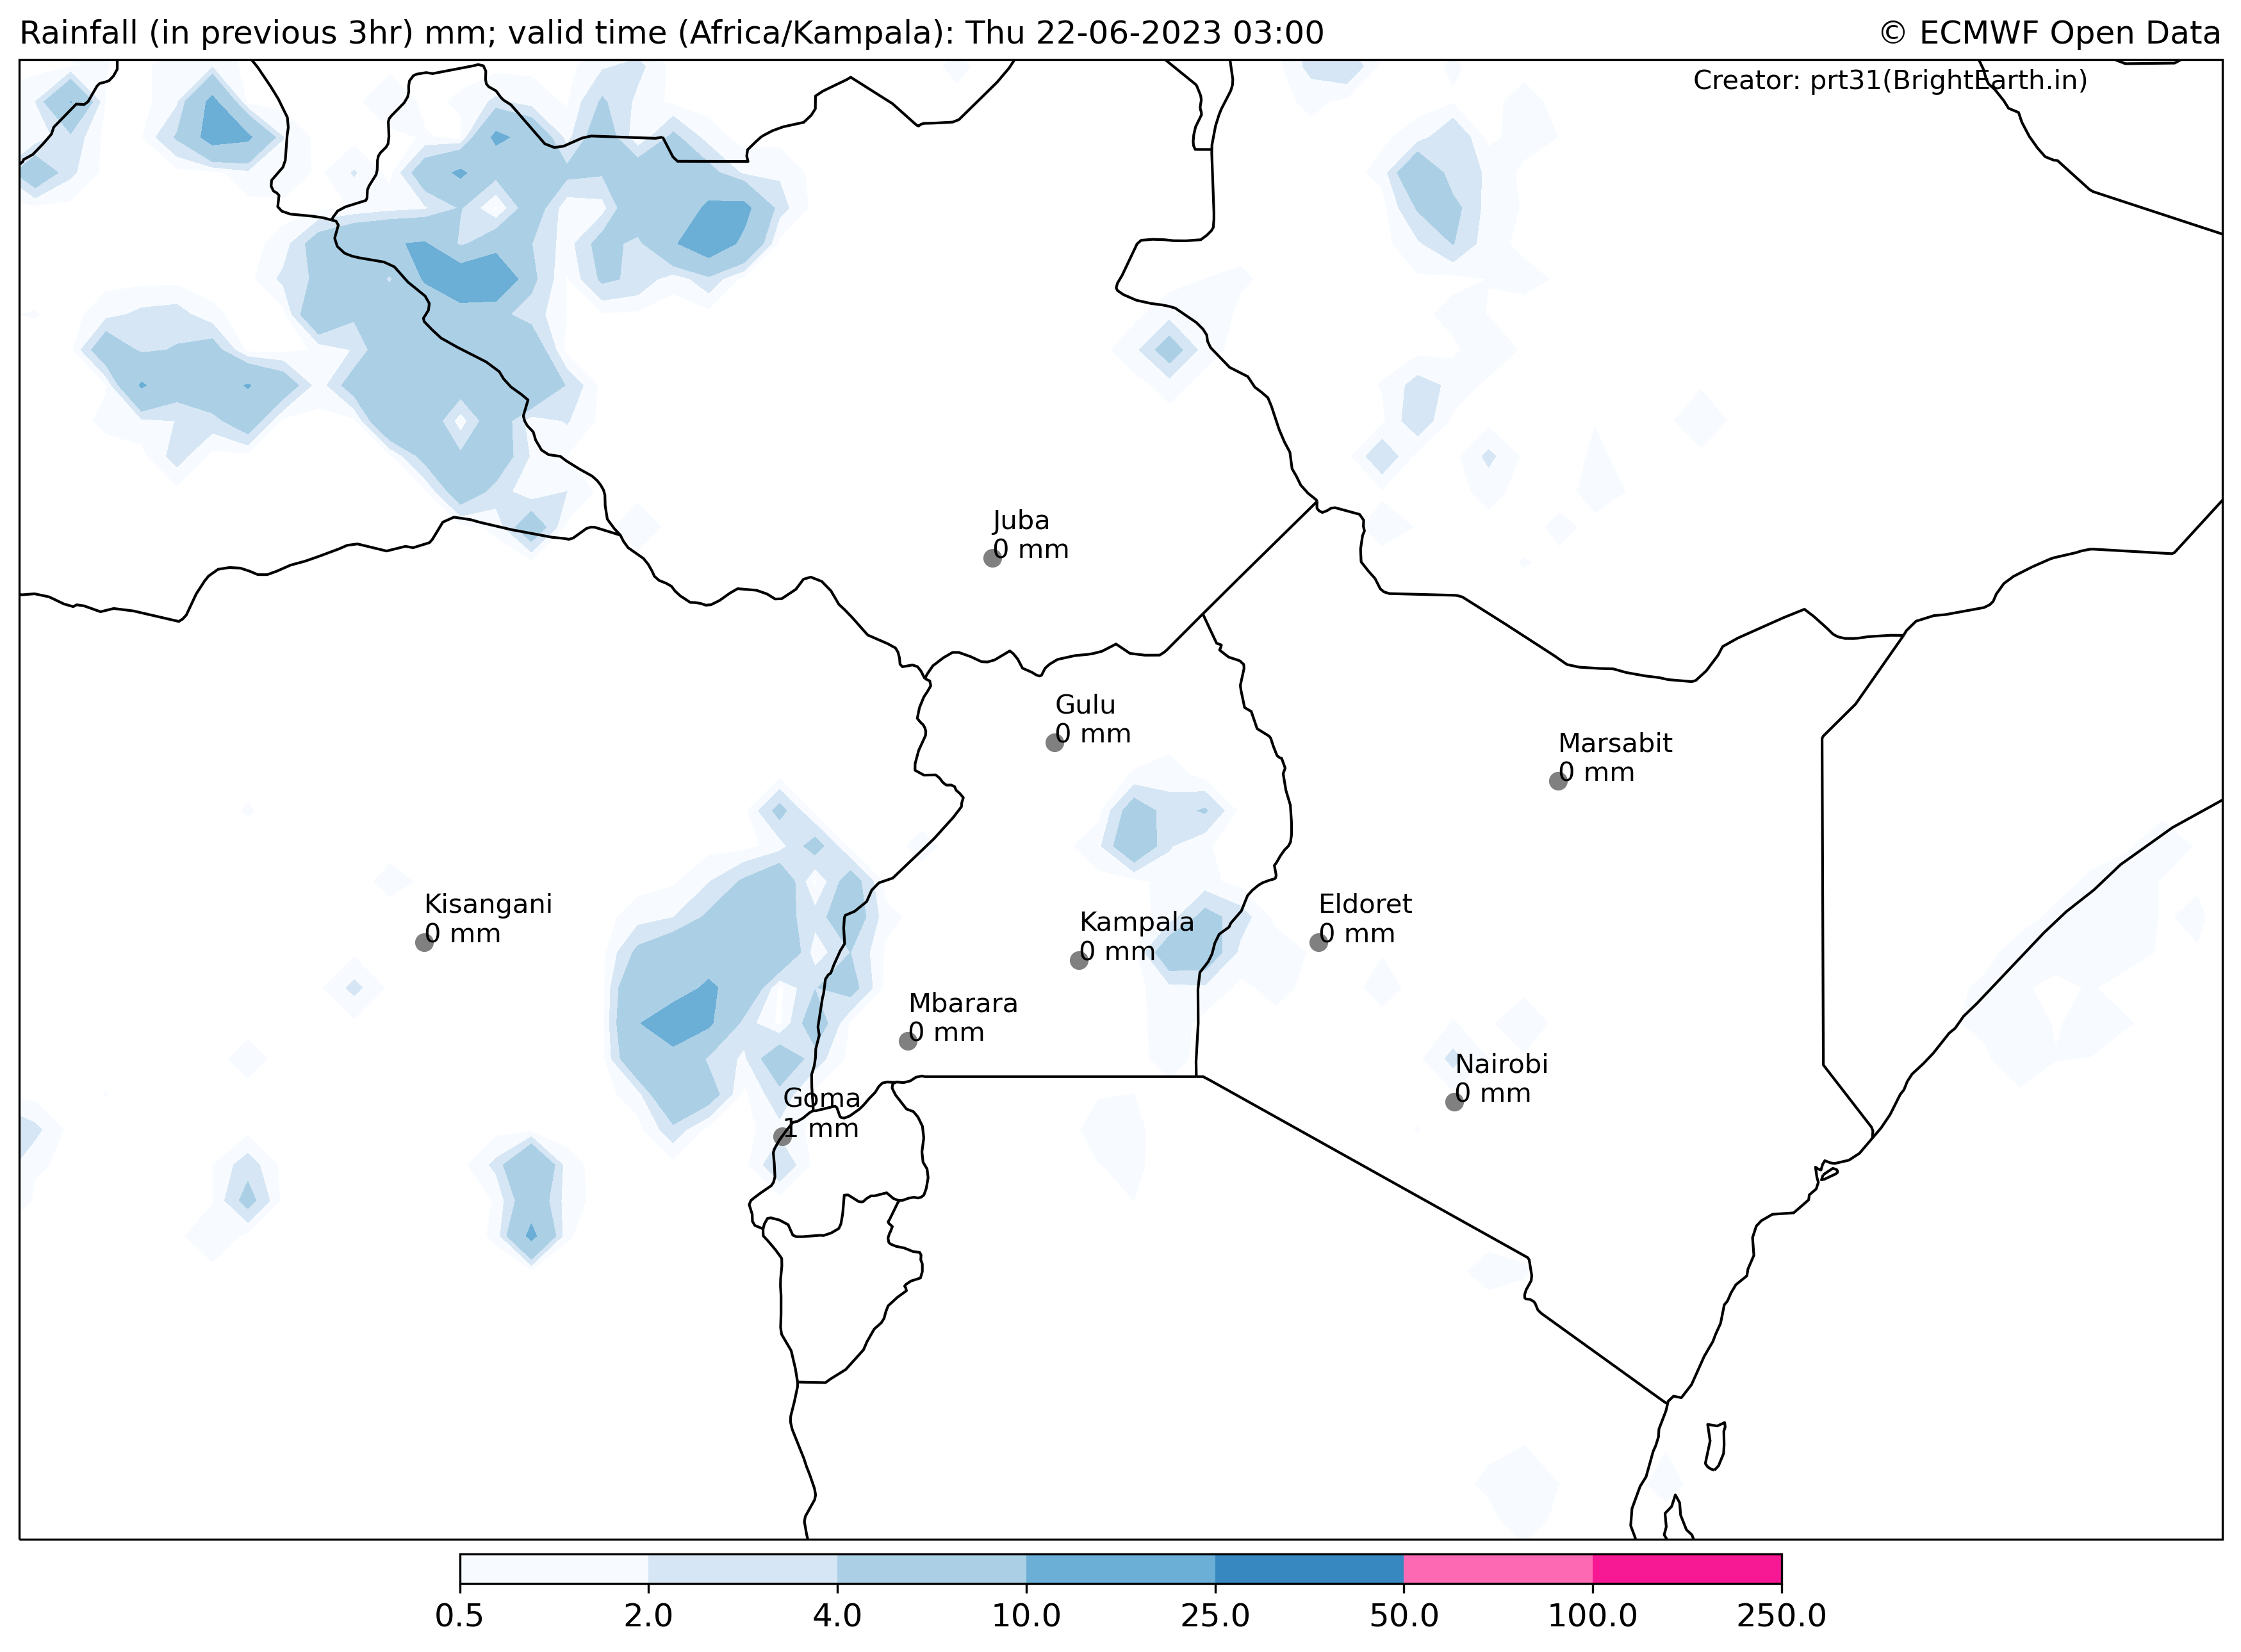 Rainfall (in previous 3hr) mm; valid time (Africa/Kampala): Thu 22-06-2023 03:00
© ECMWF Open Data
Creator: prt31(BrightEarth.in)
Juba
0 mm
Gulu
0 mm
Marsabit
0 mm
Kisangani
0 mm
Kampala
0 mm
Eldoret
0 mm
Mbarara
0 mm
Nairobi
0 mm
Goma
1 mm
0.5 2.0 4.0 10.0 25.0 50.0 100.0 250.0